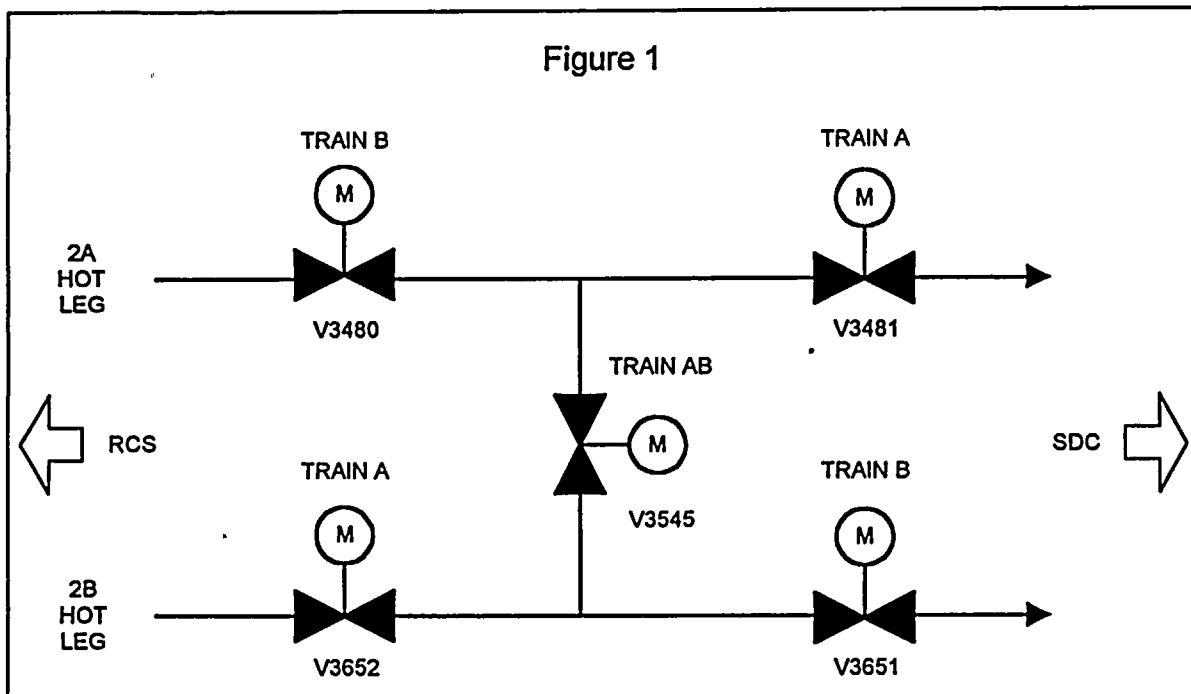 Figure 1
TRAIN B
TRAIN A
M
M
2A
HOT
LEG
V3480
V3481
TRAIN AB
RCS
M
SDC
TRAIN A
TRAIN B
V3545
M
M
2B
HOT
LEG
V3652
V3651